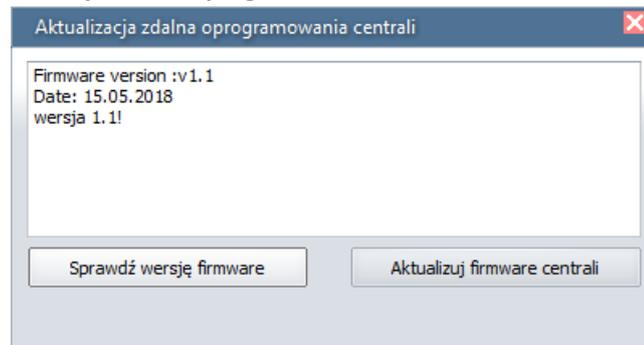 Aktualizacja zdalna oprogramowania centrali
Firmware version :v1.1
Date: 15.05.2018
wersja 1.1!
Sprawdź wersję firmware
Aktualizuj firmware centrali